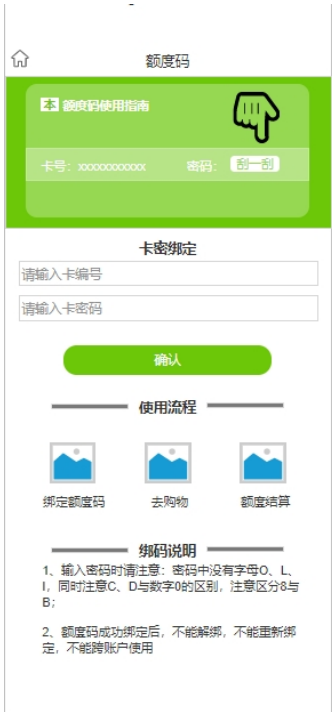 额度码
本 额度码使用指南
卡号：xxxxxxxxxxx 密码： 刮一刮
卡密绑定
请输入卡编号
请输入卡密码
确认
使用流程
绑定额度码 去购物 额度结算
绑码说明
1、输入密码时请注意：密码中没有字母O、L、
I，同时注意C、D与数字0的区别，注意区分8与
B；
2、额度码成功绑定后，不能解绑，不能重新绑
定，不能跨账户使用